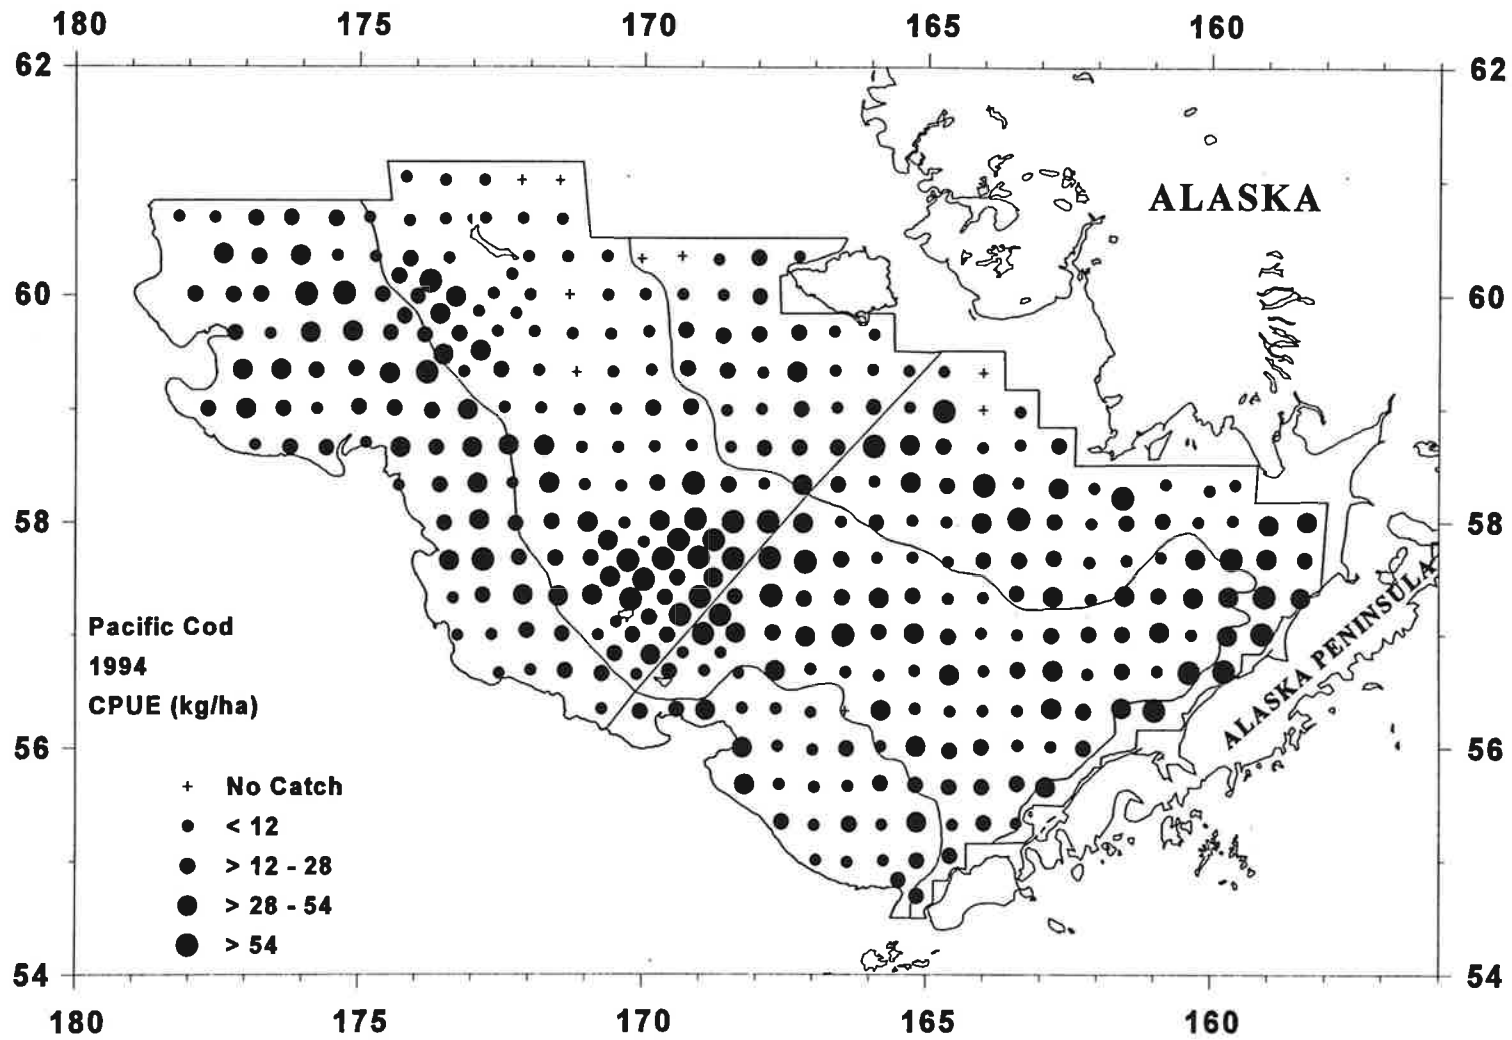 180 175 170 165 160
62 62
ALASKA
60 60
58 58
ALASKA PENINSULA
Pacific Cod
1994
CPUE (kg/ha)
56 56
+ No Catch
< 12
> 12 - 28
> 28 - 54
> 54
54 54
180 175 170 165 160